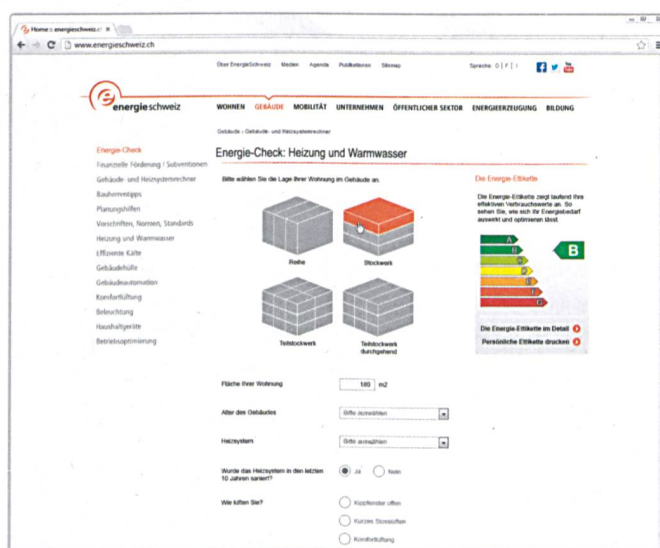 Home :: energieschweiz.c
www.energieschweiz.ch
Über EnergieSchweiz Medien Agenda Publikationen Sitemap
Sprache D | F | I
energieschweiz
WOHNEN GEBÄUDE MOBILITÄT UNTERNEHMEN ÖFFENTLICHER SEKTOR ENERGIEERZEUGUNG BILDUNG
Gebäude › Gebäude- und Heizsystemrechner
Energie-Check
Finanzielle Förderung / Subventionen
Gebäude- und Heizsystemrechner
Bauherrentipps
Planungshilfen
Vorschriften, Normen, Standards
Heizung und Warmwasser
Effiziente Kälte
Gebäudehülle
Gebäudeautomation
Komfortlüftung
Beleuchtung
Haushaltgeräte
Betriebsoptimierung
Energie-Check: Heizung und Warmwasser
Bitte wählen Sie die Lage Ihrer Wohnung im Gebäude an.
Reihe
Stockwerk
Teilstockwerk
Teilstockwerk
durchgehend
Fläche Ihrer Wohnung 180 m2
Alter des Gebäudes Bitte auswählen
Heizsystem Bitte auswählen
Wurde das Heizsystem in den letzten
10 Jahren saniert?
Ja Nein
Wie lüften Sie?
Kippfenster offen
Kurzes Stosslüften
Komfortlüftung
Die Energie-Ettikette
Die Energie-Ettikette zeigt laufend Ihre
effektiven Verbrauchswerte an. So
sehen Sie, wie sich Ihr Energiebedarf
auswirkt und optimieren lässt.
A
B
C
D
E
F
G
B
Die Energie-Ettikette im Detail
Persönliche Ettikette drucken